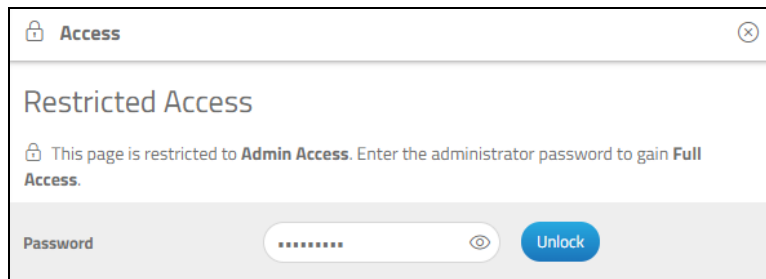 Access
Restricted Access
This page is restricted to Admin Access. Enter the administrator password to gain Full
Access.
Password ▪▪▪▪▪▪▪▪▪ Unlock